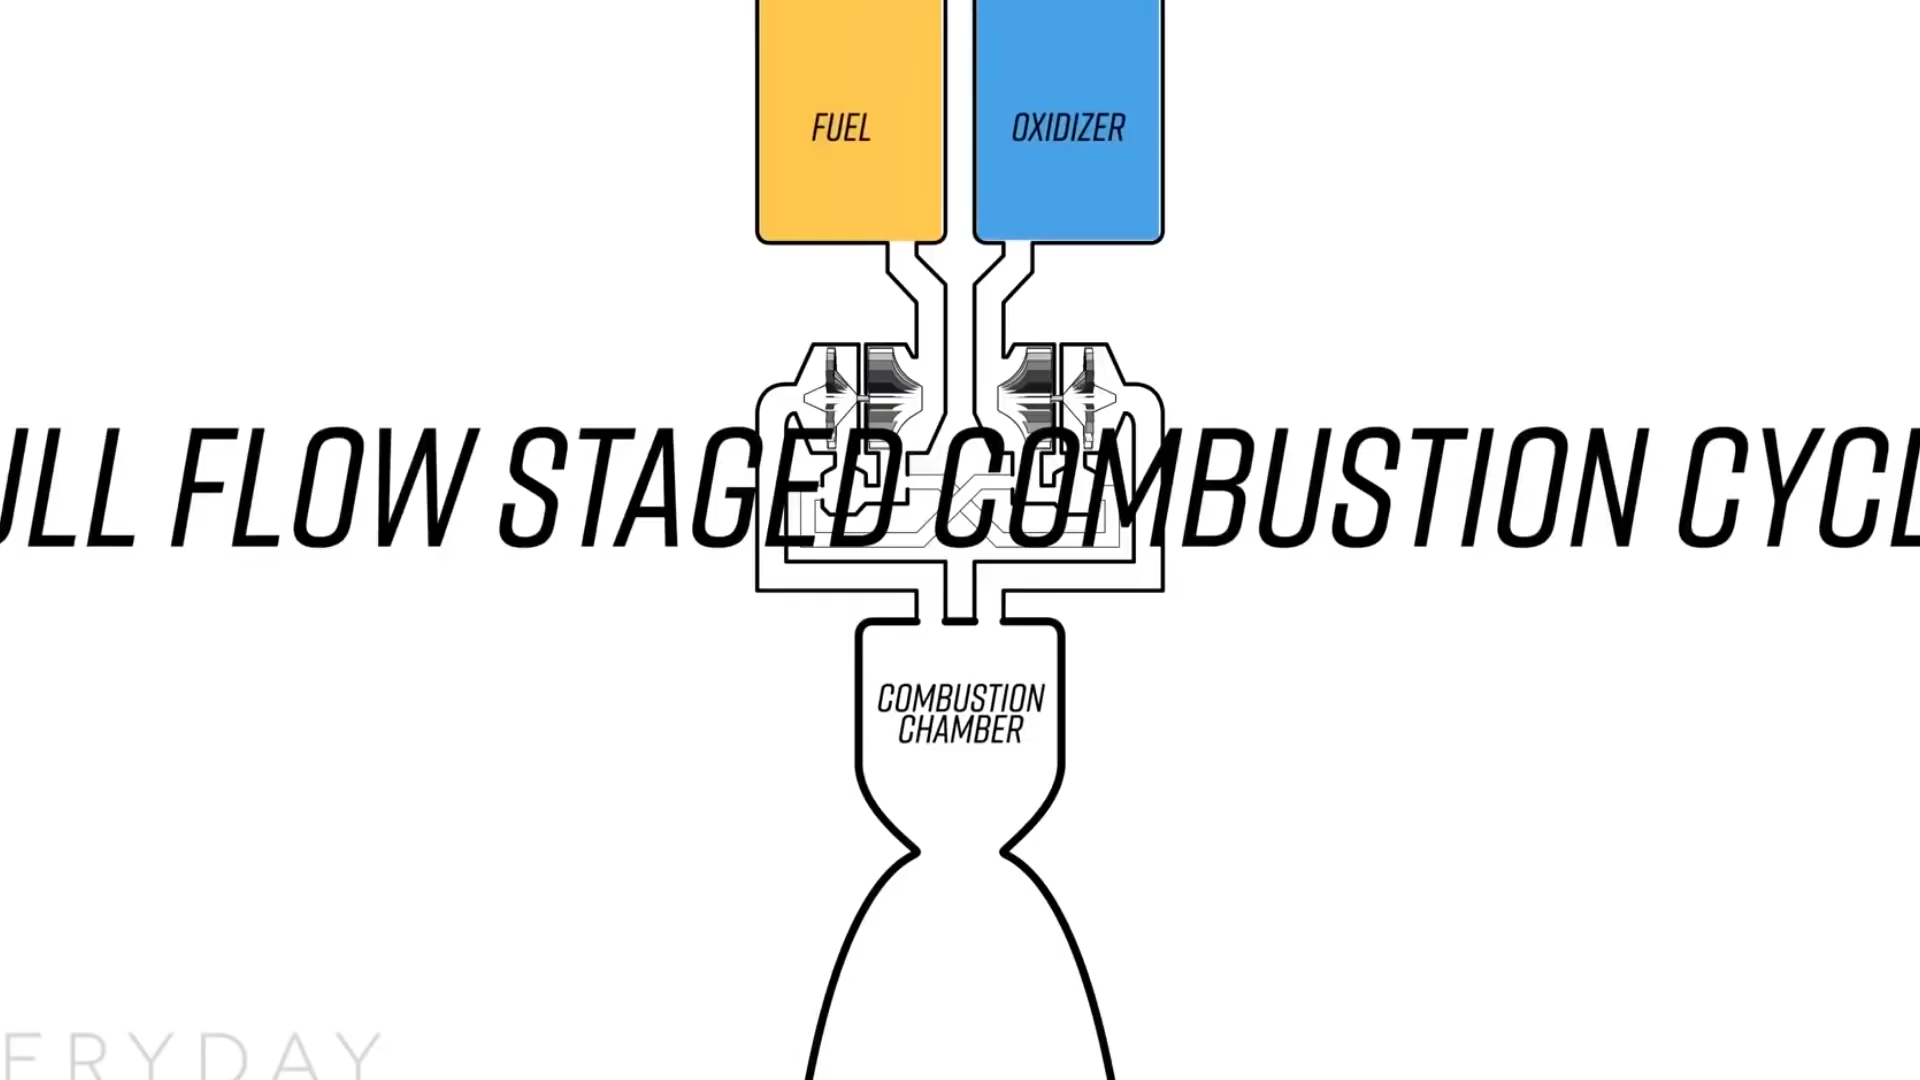 FUEL
OXIDIZER
ULL FLOW STAGED COMBUSTION CYCL
COMBUSTION
CHAMBER
ERYDAY